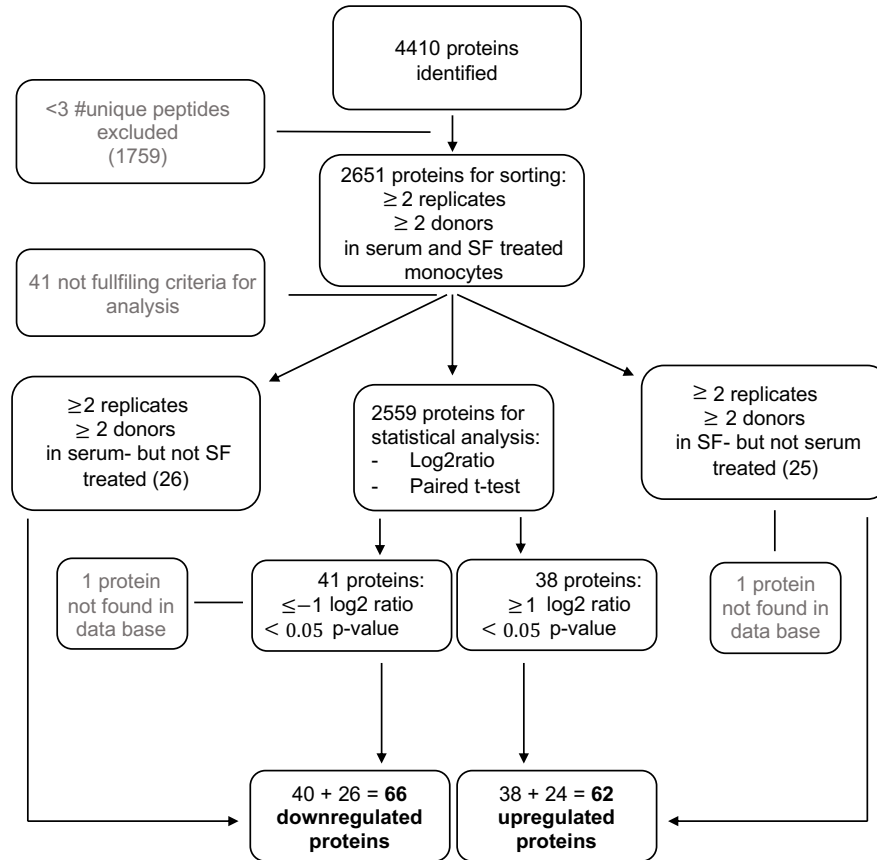 4410 proteins
identified
<3 #unique peptides
excluded
(1759)
2651 proteins for sorting:
≥ 2 replicates
≥ 2 donors
in serum and SF treated
monocytes
41 not fullfiling criteria for
analysis
≥2 replicates
≥ 2 donors
in serum- but not SF
treated (26)
2559 proteins for
statistical analysis:
- Log2ratio
- Paired t-test
≥ 2 replicates
≥ 2 donors
in SF- but not serum
treated (25)
1 protein
not found in
data base
41 proteins:
≤−1 log2 ratio
< 0.05 p-value
38 proteins:
≥1 log2 ratio
< 0.05 p-value
1 protein
not found in
data base
40 + 26 = 66
downregulated
proteins
38 + 24 = 62
upregulated
proteins